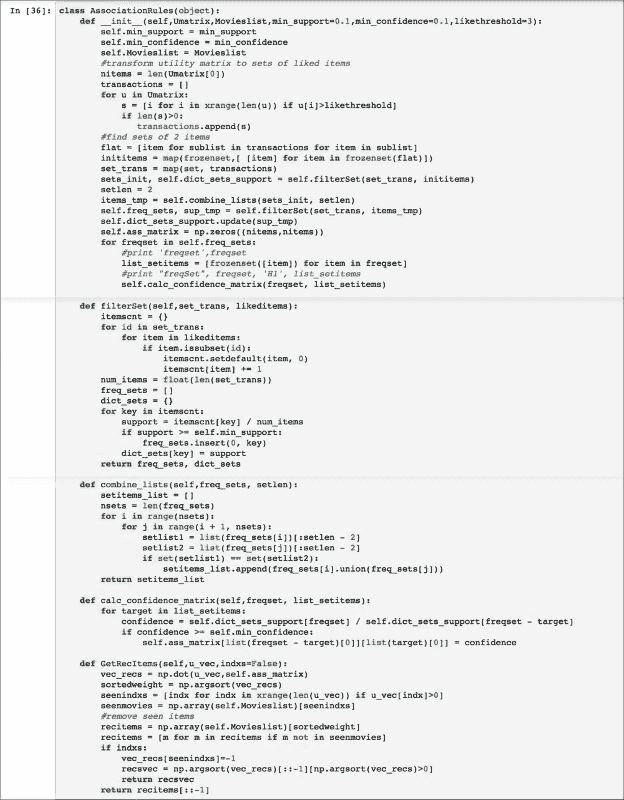 In [36]: class AssociationRules(object):
    def __init__(self,Umatrix,Movieslist,min_support=0.1,min_confidence=0.1,likethreshold=3):
        self.min_support = min_support
        self.min_confidence = min_confidence
        self.Movieslist = Movieslist
        #transform utility matrix to sets of liked items
        nitems = len(Umatrix[0])
        transactions = []
        for u in Umatrix:
            s = [i for i in xrange(len(u)) if u[i]>likethreshold]
            if len(s)>0:
                transactions.append(s)
        #find sets of 2 items
        flat = [item for sublist in transactions for item in sublist]
        inititems = map(frozenset,[ [item] for item in frozenset(flat)])
        set_trans = map(set, transactions)
        sets_init, self.dict_sets_support = self.filterSet(set_trans, inititems)
        setlen = 2
        items_tmp = self.combine_lists(sets_init, setlen)
        self.freq_sets, sup_tmp = self.filterSet(set_trans, items_tmp)
        self.dict_sets_support.update(sup_tmp)
        self.ass_matrix = np.zeros((nitems,nitems))
        for freqset in self.freq_sets:
            #print 'freqset',freqset
            list_setitems = [frozenset([item]) for item in freqset]
            #print "freqSet", freqset, 'H1', list_setitems
            self.calc_confidence_matrix(freqset, list_setitems)
    def filterSet(self,set_trans, likeditems):
        itemscnt = {}
        for id in set_trans:
            for item in likeditems:
                if item.issubset(id):
                    itemscnt.setdefault(item, 0)
                    itemscnt[item] += 1
        num_items = float(len(set_trans))
        freq_sets = []
        dict_sets = {}
        for key in itemscnt:
            support = itemscnt[key] / num_items
            if support >= self.min_support:
                freq_sets.insert(0, key)
            dict_sets[key] = support
        return freq_sets, dict_sets
    def combine_lists(self,freq_sets, setlen):
        setitems_list = []
        nsets = len(freq_sets)
        for i in range(nsets):
            for j in range(i + 1, nsets):
                setlist1 = list(freq_sets[i])[:setlen - 2]
                setlist2 = list(freq_sets[j])[:setlen - 2]
                if set(setlist1) == set(setlist2):
                    setitems_list.append(freq_sets[i].union(freq_sets[j]))
        return setitems_list
    def calc_confidence_matrix(self,freqset, list_setitems):
        for target in list_setitems:
            confidence = self.dict_sets_support[freqset] / self.dict_sets_support[freqset - target]
            if confidence >= self.min_confidence:
                self.ass_matrix[list(freqset - target)[0]][list(target)[0]] = confidence
    def GetRecItems(self,u_vec,indxs=False):
        vec_recs = np.dot(u_vec,self.ass_matrix)
        sortedweight = np.argsort(vec_recs)
        seenindxs = [indx for indx in xrange(len(u_vec)) if u_vec[indx]>0]
        seenmovies = np.array(self.Movieslist)[seenindxs]
        #remove seen items
        recitems = np.array(self.Movieslist)[sortedweight]
        recitems = [m for m in recitems if m not in seenmovies]
        if indxs:
            vec_recs[seenindxs]=-1
            recsvec = np.argsort(vec_recs)[::-1][np.argsort(vec_recs)>0]
            return recsvec
        return recitems[::-1]